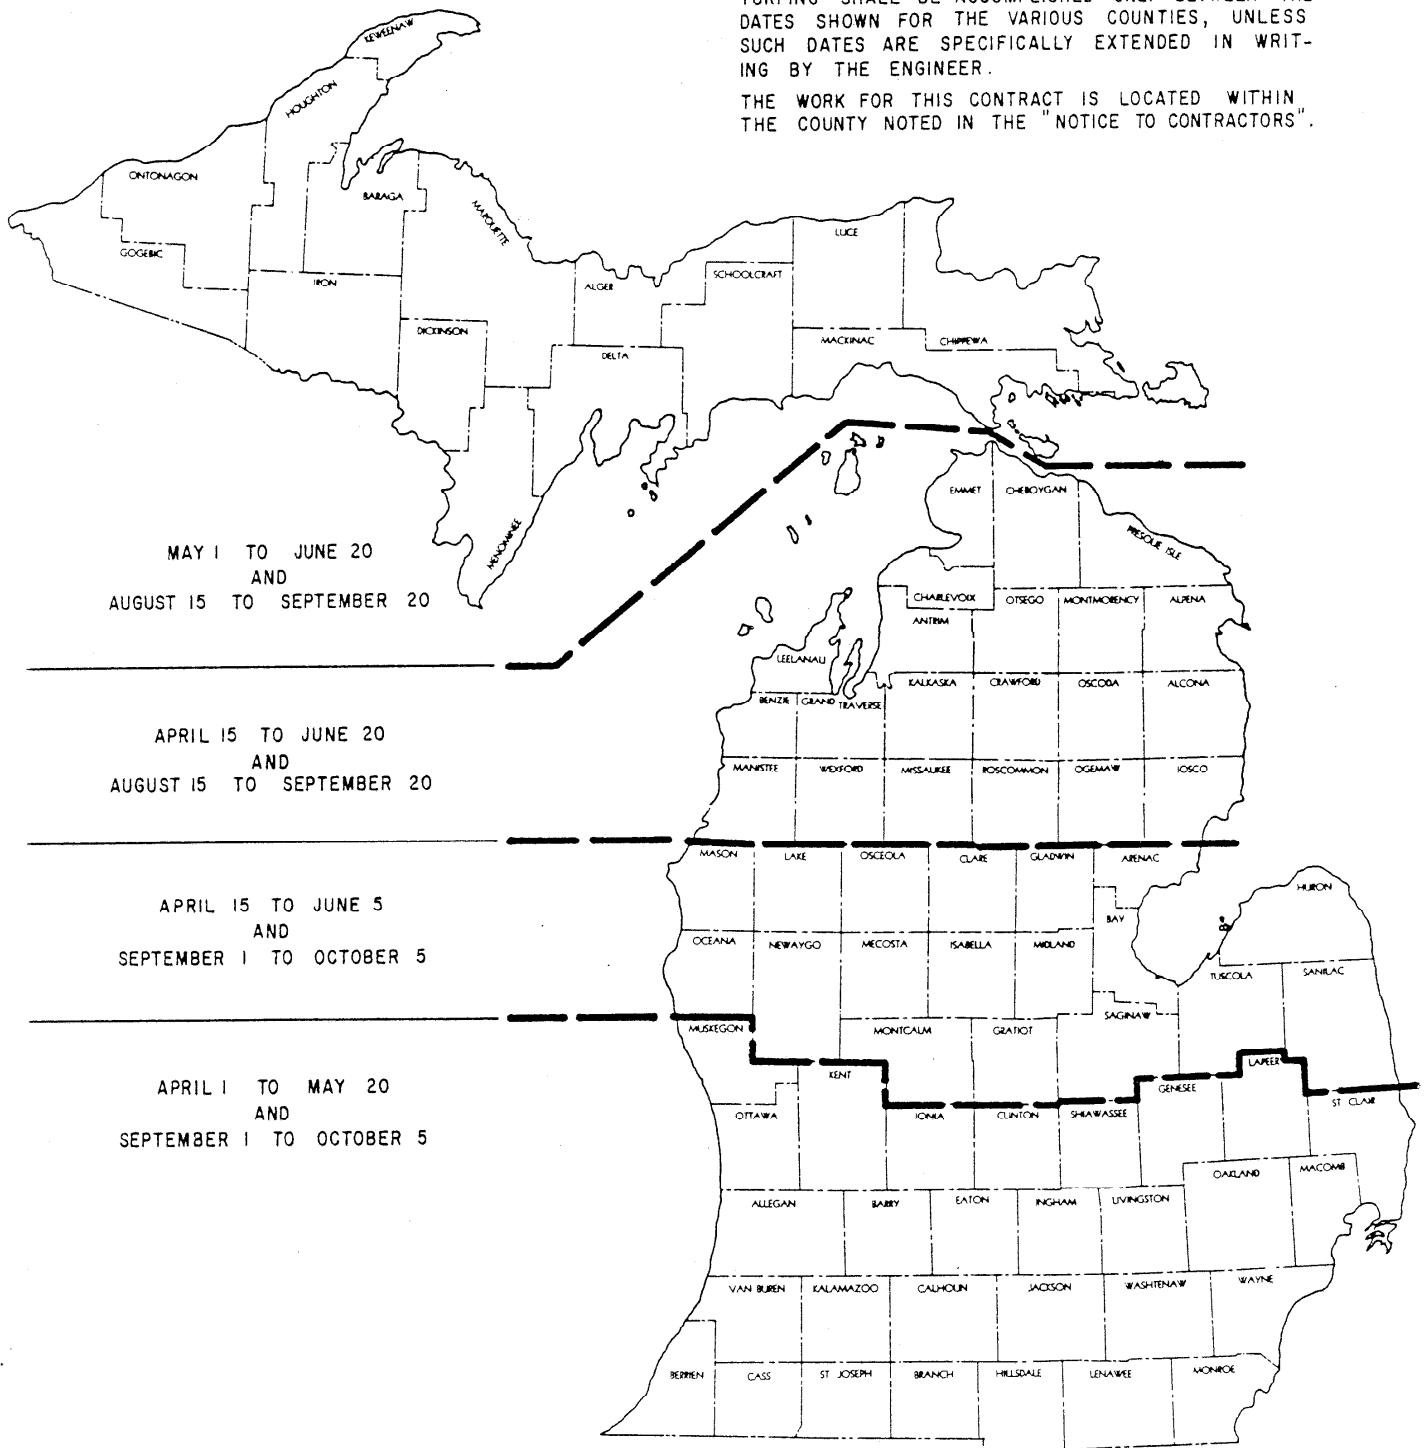 DATES SHOWN FOR THE VARIOUS COUNTIES, UNLESS
SUCH DATES ARE SPECIFICALLY EXTENDED IN WRIT-
ING BY THE ENGINEER.
THE WORK FOR THIS CONTRACT IS LOCATED WITHIN
THE COUNTY NOTED IN THE "NOTICE TO CONTRACTORS".
KEWEENAW
HOUGHTON
ONTONAGON
BARAGA
MARQUETTE
LUCE
GOGEBIC
IRON
ALGER
SCHOOLCRAFT
DICKINSON
DELTA
MACKINAC
CHIPPEWA
MENOMINEE
EMMET
CHEBOYGAN
PRESQUE ISLE
MAY 1 TO JUNE 20
AND
AUGUST 15 TO SEPTEMBER 20
CHARLEVOIX
OTSEGO
MONTMORENCY
ALPENA
ANTRIM
LEELANAU
KALKASKA
CRAWFORD
OSCODA
ALCONA
BENZIE
GRAND TRAVERSE
APRIL 15 TO JUNE 20
AND
AUGUST 15 TO SEPTEMBER 20
MANISTEE
WEXFORD
MISSAUKEE
ROSCOMMON
OGEMAW
IOSCO
MASON
LAKE
OSCEOLA
CLARE
GLADWIN
ARENAC
HURON
APRIL 15 TO JUNE 5
AND
SEPTEMBER 1 TO OCTOBER 5
BAY
OCEANA
NEWAYGO
MECOSTA
ISABELLA
MIDLAND
TUSCOLA
SANILAC
MUSKEGON
MONTCALM
GRATIOT
SAGINAW
APRIL 1 TO MAY 20
AND
SEPTEMBER 1 TO OCTOBER 5
KENT
LAPEER
GENESEE
ST CLAIR
OTTAWA
IONIA
CLINTON
SHIAWASSEE
OAKLAND
MACOMB
ALLEGAN
BARRY
EATON
INGHAM
LIVINGSTON
VAN BUREN
KALAMAZOO
CALHOUN
JACKSON
WASHTENAW
WAYNE
BERRIEN
CASS
ST JOSEPH
BRANCH
HILLSDALE
LENAWEE
MONROE